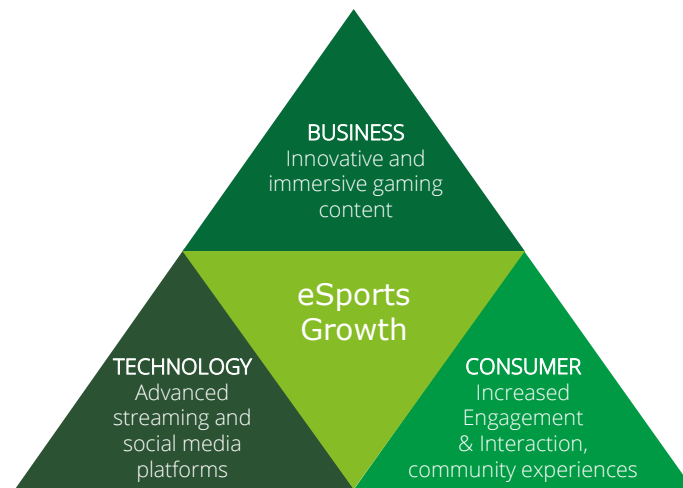 BUSINESS
Innovative and
immersive gaming
content
eSports
Growth
TECHNOLOGY
Advanced
streaming and
social media
platforms
CONSUMER
Increased
Engagement
& Interaction,
community experiences